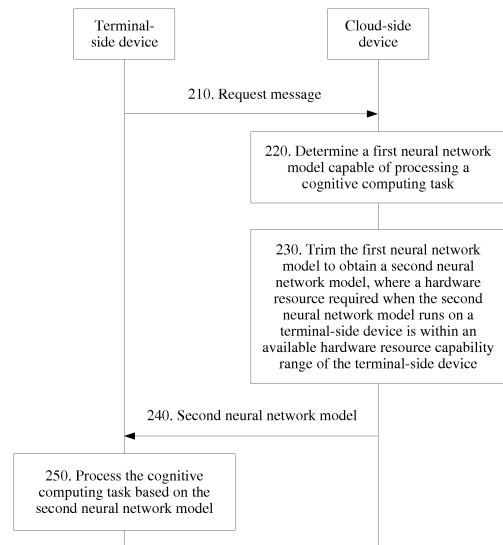 Terminal-
side device
Cloud-side
device
210. Request message
220. Determine a first neural network
model capable of processing a
cognitive computing task
230. Trim the first neural network
model to obtain a second neural
network model, where a hardware
resource required when the second
neural network model runs on a
terminal-side device is within an
available hardware resource capability
range of the terminal-side device
240. Second neural network model
250. Process the cognitive
computing task based on the
second neural network model